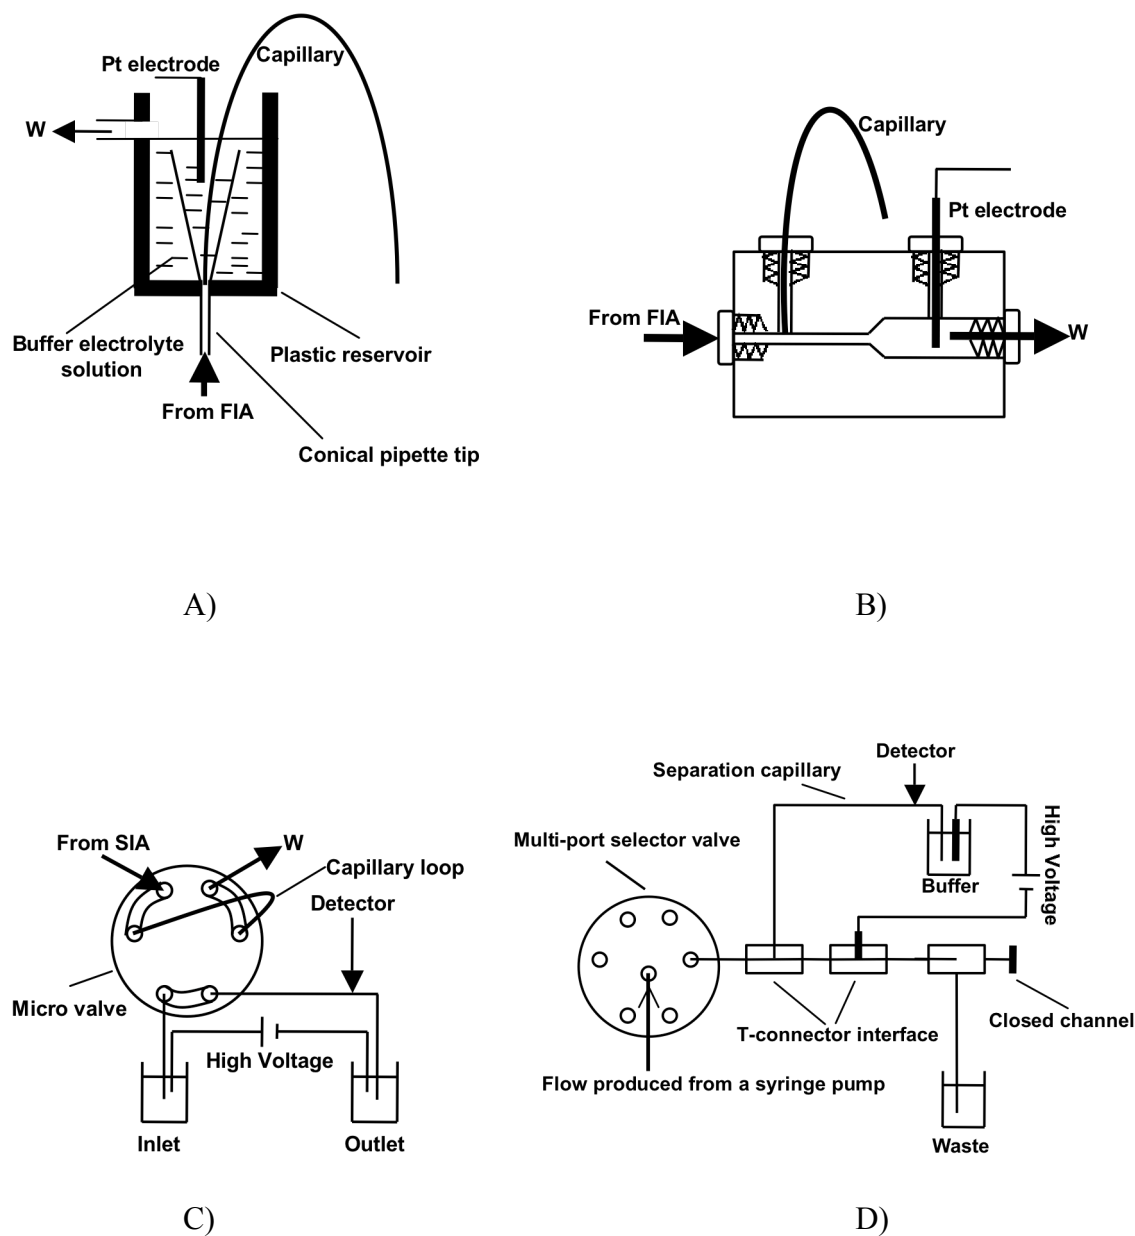 Capillary
Pt electrode
W
Buffer electrolyte
solution
Plastic reservoir
From FIA
Conical pipette tip
A)
Capillary
Pt electrode
From FIA
W
B)
From SIA
W
Capillary loop
Detector
Micro valve
High Voltage
Inlet
Outlet
C)
Detector
Separation capillary
Multi-port selector valve
High Voltage
Buffer
T-connector interface
Closed channel
Flow produced from a syringe pump
Waste
D)